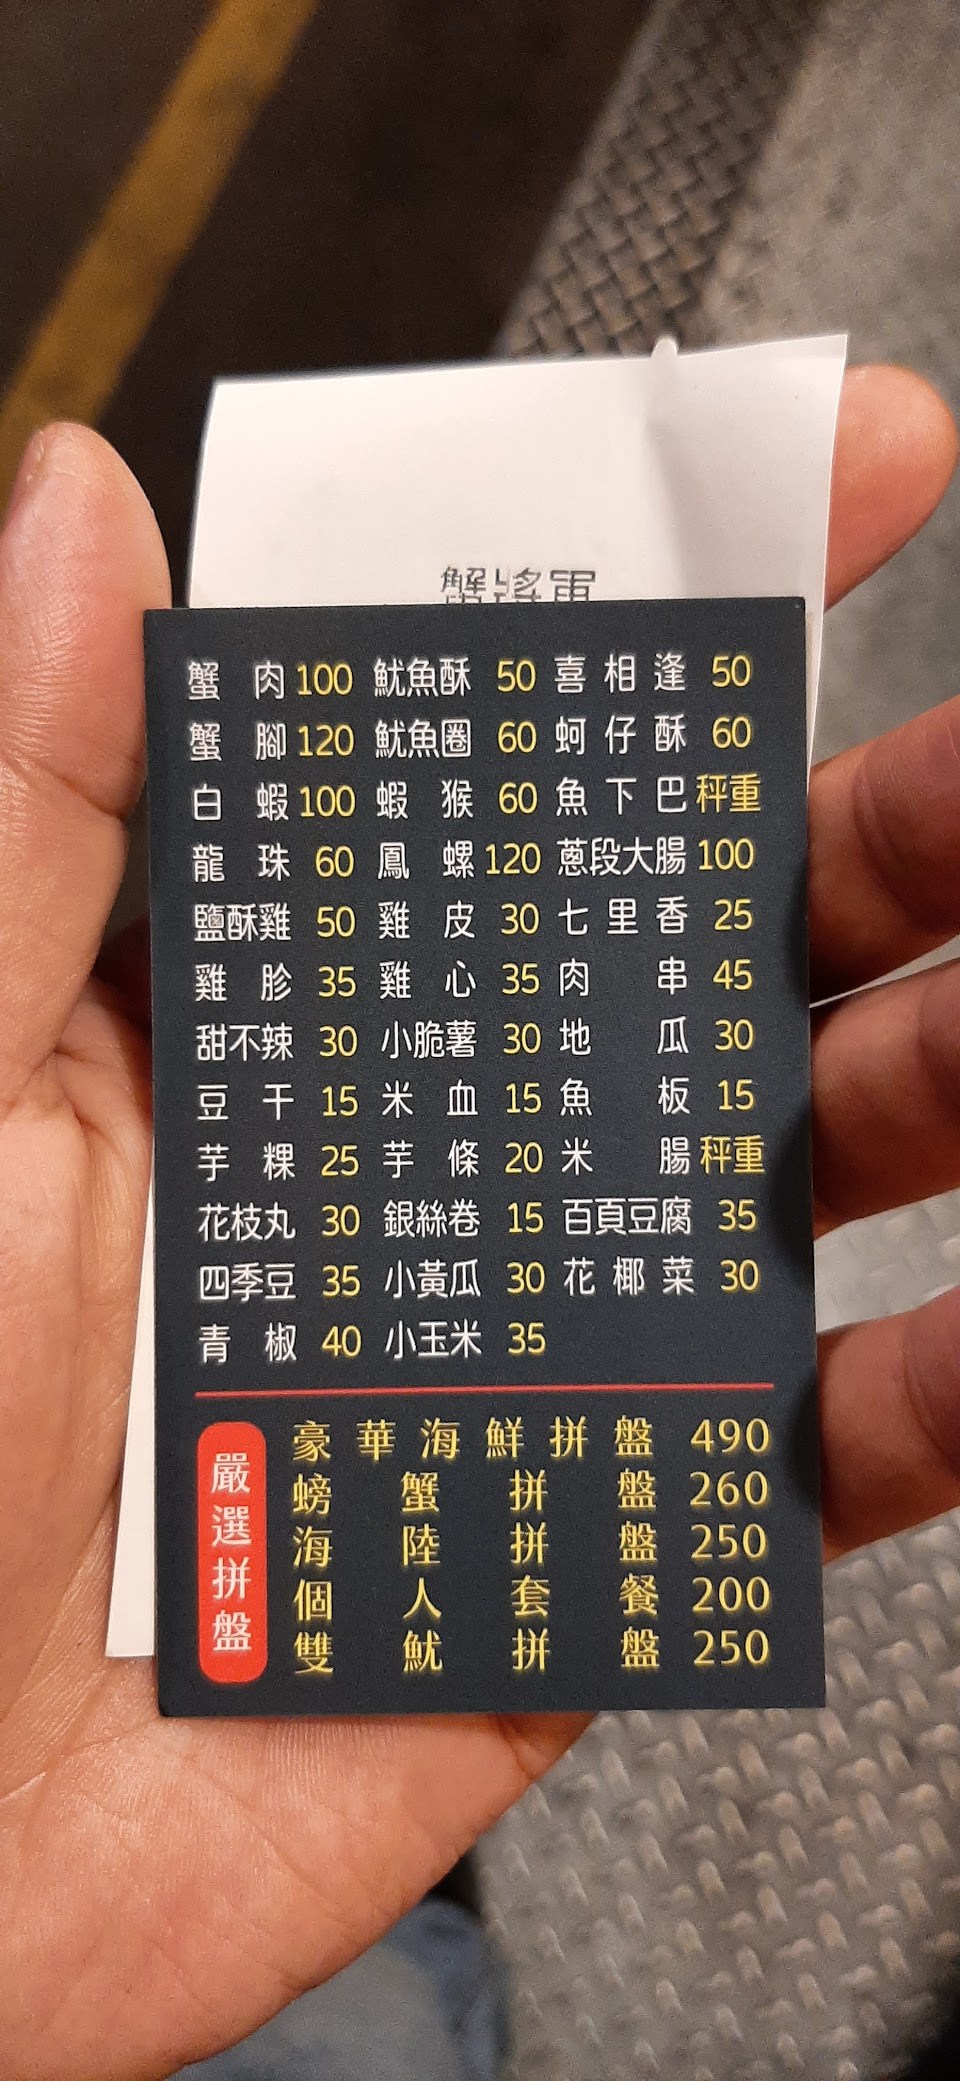 蟹將軍
蟹肉 100 魷魚酥 50 喜相逢 50
蟹腳 120 魷魚圈 60 蚵仔酥 60
白蝦 100 蝦猴 60 魚下巴 秤重
龍珠 60 鳳螺 120 蔥段大腸 100
鹽酥雞 50 雞皮 30 七里香 25
雞胗 35 雞心 35 肉串 45
甜不辣 30 小脆薯 30 地瓜 30
豆干 15 米血 15 魚板 15
芋粿 25 芋條 20 米腸 秤重
花枝丸 30 銀絲卷 15 百頁豆腐 35
四季豆 35 小黃瓜 30 花椰菜 30
青椒 40 小玉米 35
嚴選拼盤
豪華海鮮拼盤 490
螃蟹拼盤 260
海陸拼盤 250
個人套餐 200
雙魷拼盤 250